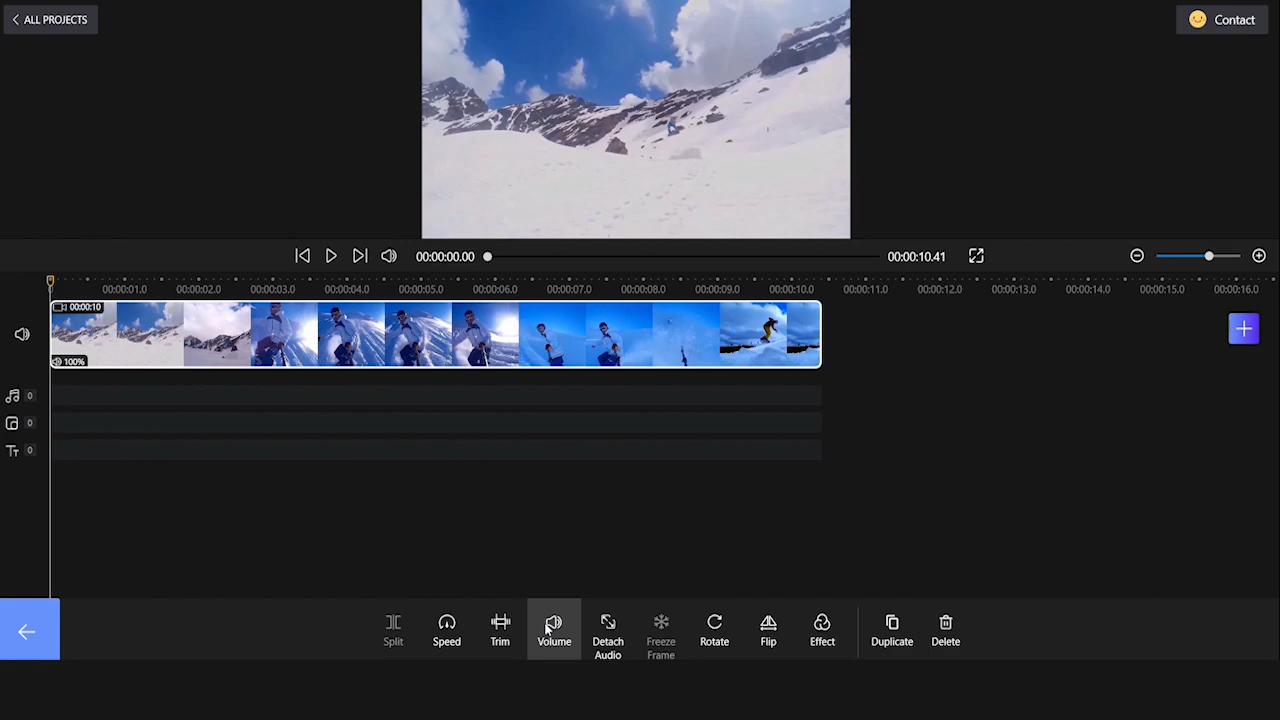 ALL PROJECTS
Contact
00:00:00.00
00:00:10.41
00:00:01.0 00:00:02.0 00:00:03.0 00:00:04.0 00:00:05.0 00:00:06.0 00:00:07.0 00:00:08.0 00:00:09.0 00:00:10.0 00:00:11.0 00:00:12.0 00:00:13.0 00:00:14.0 00:00:15.0 00:00:16.0
00:00:10
100%
0
0
Tт 0
Split
Speed
Trim
Volume
Detach
Audio
Freeze
Frame
Rotate
Flip
Effect
Duplicate
Delete